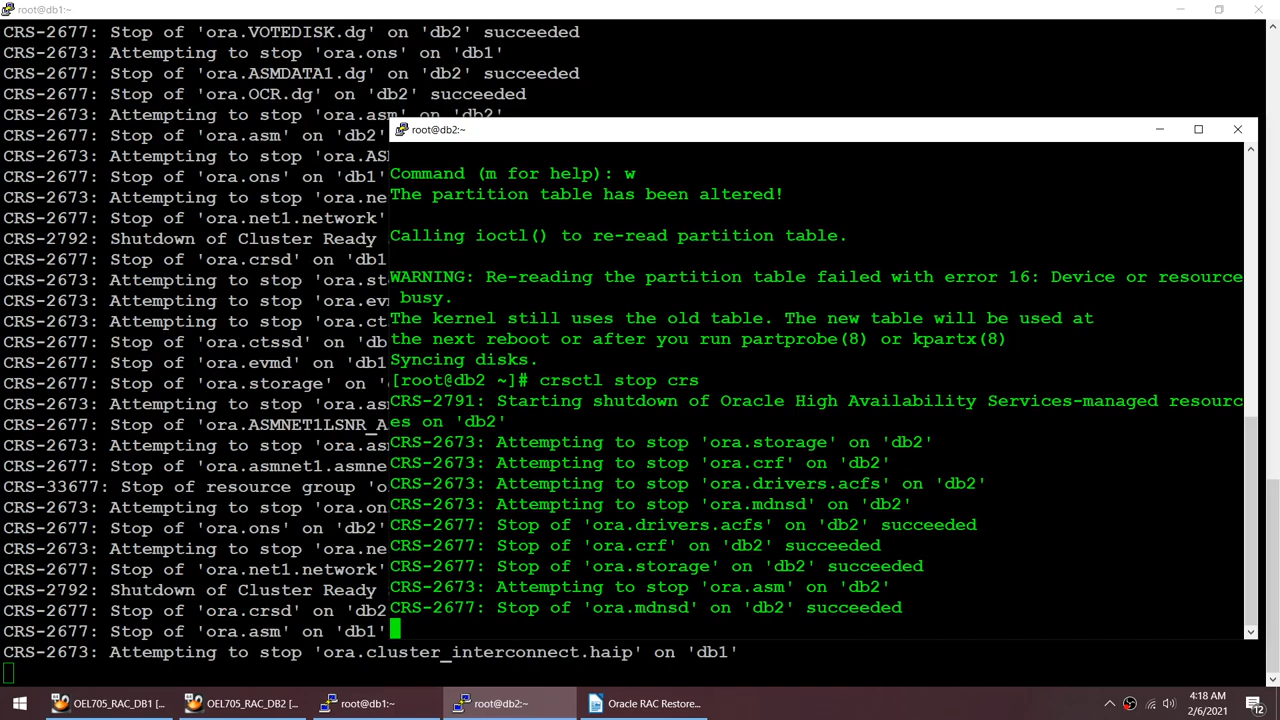 root@db1:~
CRS-2677: Stop of 'ora.VOTEDISK.dg' on 'db2' succeeded
CRS-2673: Attempting to stop 'ora.ons' on 'db1'
CRS-2677: Stop of 'ora.ASMDATA1.dg' on 'db2' succeeded
CRS-2677: Stop of 'ora.OCR.dg' on 'db2' succeeded
CRS-2673: Attempting to stop 'ora.asm' on 'db2'
CRS-2677: Stop of 'ora.asm' on 'db2'
CRS-2673: Attempting to stop 'ora.AS
CRS-2677: Stop of 'ora.ons' on 'db1'
CRS-2673: Attempting to stop 'ora.ne
CRS-2677: Stop of 'ora.net1.network'
CRS-2792: Shutdown of Cluster Ready
CRS-2677: Stop of 'ora.crsd' on 'db1
CRS-2673: Attempting to stop 'ora.st
CRS-2673: Attempting to stop 'ora.ev
CRS-2673: Attempting to stop 'ora.ct
CRS-2677: Stop of 'ora.ctssd' on 'db
CRS-2677: Stop of 'ora.evmd' on 'db1
CRS-2677: Stop of 'ora.storage' on '
CRS-2673: Attempting to stop 'ora.as
CRS-2677: Stop of 'ora.ASMNET1LSNR_A
CRS-2673: Attempting to stop 'ora.as
CRS-2677: Stop of 'ora.asmnet1.asmne
CRS-33677: Stop of resource group 'o
CRS-2673: Attempting to stop 'ora.on
CRS-2677: Stop of 'ora.ons' on 'db2'
CRS-2673: Attempting to stop 'ora.ne
CRS-2677: Stop of 'ora.net1.network'
CRS-2792: Shutdown of Cluster Ready
CRS-2677: Stop of 'ora.crsd' on 'db2
CRS-2677: Stop of 'ora.asm' on 'db1'
CRS-2673: Attempting to stop 'ora.cluster_interconnect.haip' on 'db1'
root@db2:~
Command (m for help): w
The partition table has been altered!
Calling ioctl() to re-read partition table.
WARNING: Re-reading the partition table failed with error 16: Device or resource
busy.
The kernel still uses the old table. The new table will be used at
the next reboot or after you run partprobe(8) or kpartx(8)
Syncing disks.
[root@db2 ~]# crsctl stop crs
CRS-2791: Starting shutdown of Oracle High Availability Services-managed resourc
es on 'db2'
CRS-2673: Attempting to stop 'ora.storage' on 'db2'
CRS-2673: Attempting to stop 'ora.crf' on 'db2'
CRS-2673: Attempting to stop 'ora.drivers.acfs' on 'db2'
CRS-2673: Attempting to stop 'ora.mdnsd' on 'db2'
CRS-2677: Stop of 'ora.drivers.acfs' on 'db2' succeeded
CRS-2677: Stop of 'ora.crf' on 'db2' succeeded
CRS-2677: Stop of 'ora.storage' on 'db2' succeeded
CRS-2673: Attempting to stop 'ora.asm' on 'db2'
CRS-2677: Stop of 'ora.mdnsd' on 'db2' succeeded
OEL705_RAC_DB1 [...
OEL705_RAC_DB2 [...
root@db1:~
root@db2:~
Oracle RAC Restore...
4:18 AM
2/6/2021
12